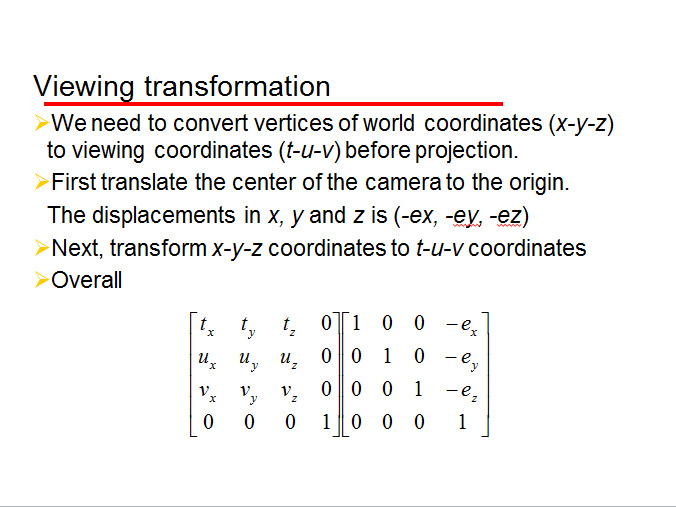 Viewing transformation
We need to convert vertices of world coordinates (x-y-z)
to viewing coordinates (t-u-v) before projection.
First translate the center of the camera to the origin.
The displacements in x, y and z is (-ex, -ey, -ez)
Next, transform x-y-z coordinates to t-u-v coordinates
Overall
t_x t_y t_z 0 1 0 0 -e_x
u_x u_y u_z 0 0 1 0 -e_y
v_x v_y v_z 0 0 0 1 -e_z
0 0 0 1 0 0 0 1